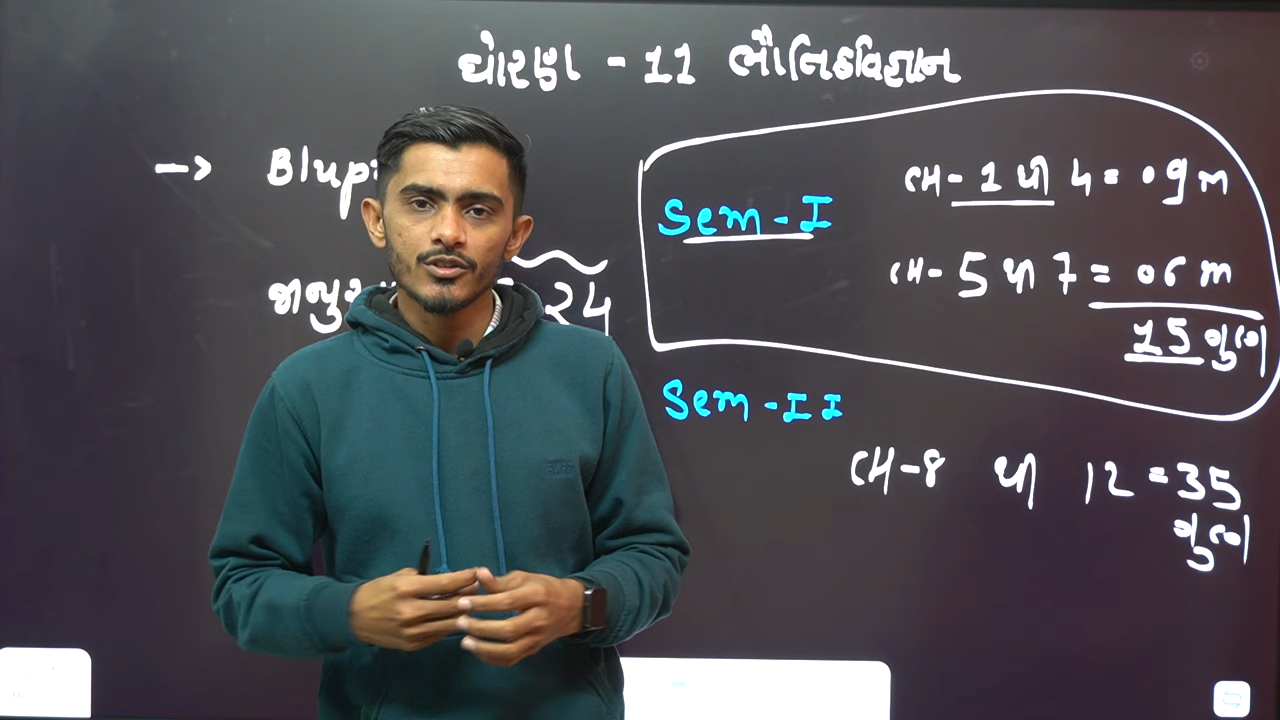 ધોરણ - 11 ભૌતિકવિજ્ઞાન
→
Sem - I
CH - 1 થી 4 = 09 m
CH - 5 થી 7 = 06 m
15 ગુણ
24
Sem - II
CH - 8 થી 12 = 35
ગુણ